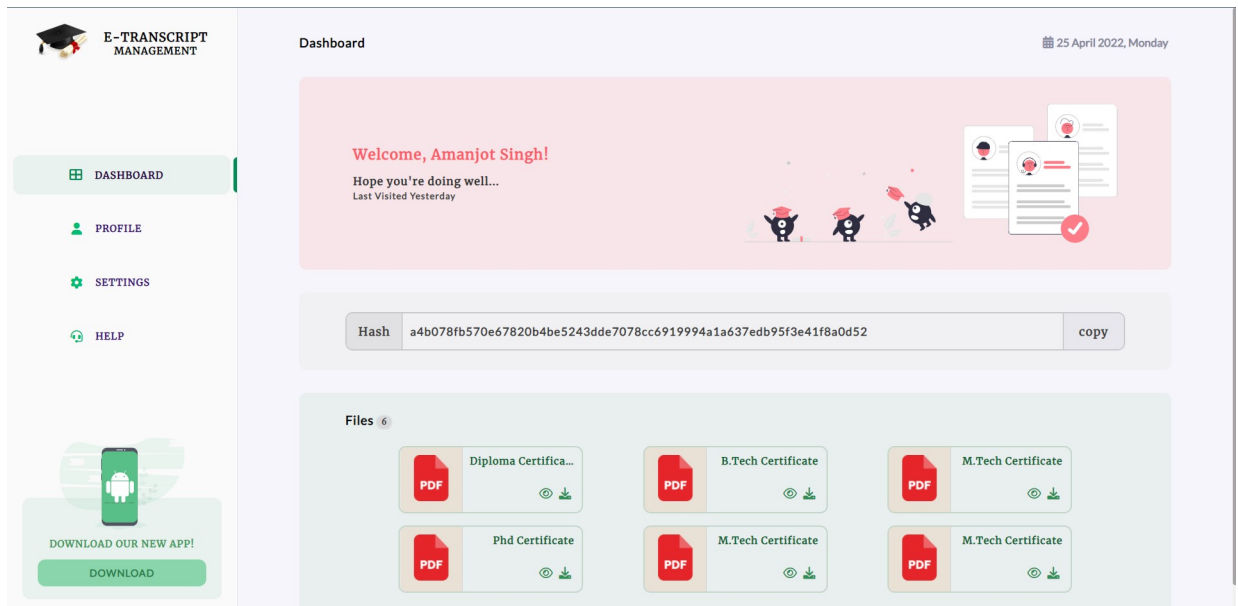 E-TRANSCRIPT
MANAGEMENT
Dashboard
25 April 2022, Monday
Welcome, Amanjot Singh!
Hope you're doing well...
Last Visited Yesterday
DASHBOARD
PROFILE
SETTINGS
HELP
Hash a4b078fb570e67820b4be5243dde7078cc6919994a1a637edb95f3e41f8a0d52 copy
Files 6
PDF Diploma Certifica...
PDF B.Tech Certificate
PDF M.Tech Certificate
PDF Phd Certificate
PDF M.Tech Certificate
PDF M.Tech Certificate
DOWNLOAD OUR NEW APP!
DOWNLOAD